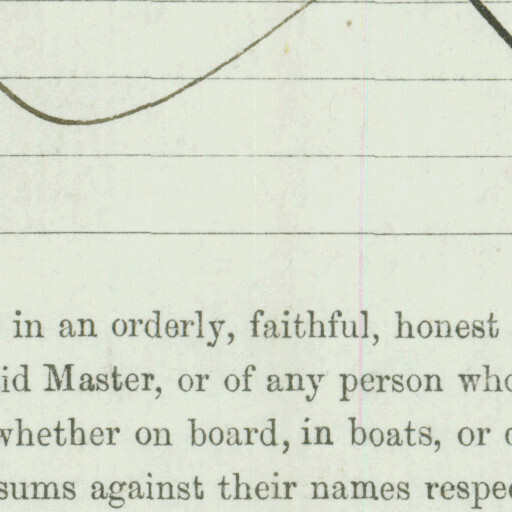 in an orderly, faithful, honest
id Master, or of any person who
whether on board, in boats, or
sums against their names respec